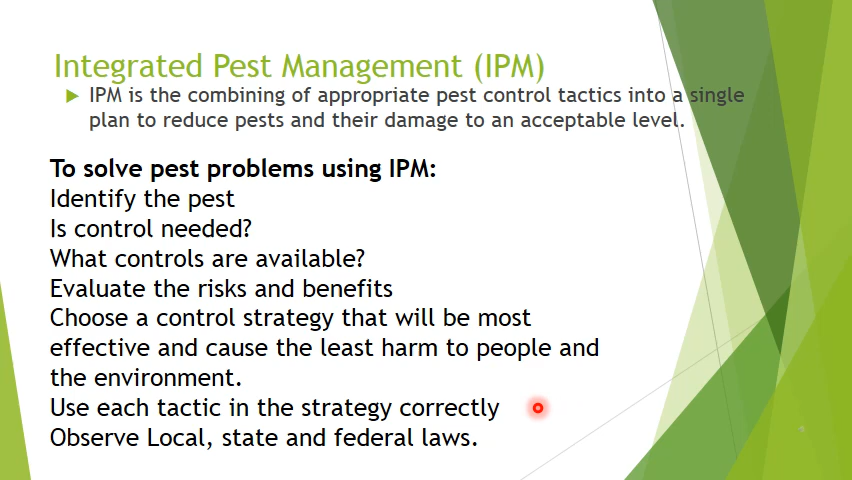 Integrated Pest Management (IPM)
IPM is the combining of appropriate pest control tactics into a single
plan to reduce pests and their damage to an acceptable level.
To solve pest problems using IPM:
Identify the pest
Is control needed?
What controls are available?
Evaluate the risks and benefits
Choose a control strategy that will be most
effective and cause the least harm to people and
the environment.
Use each tactic in the strategy correctly
Observe Local, state and federal laws.